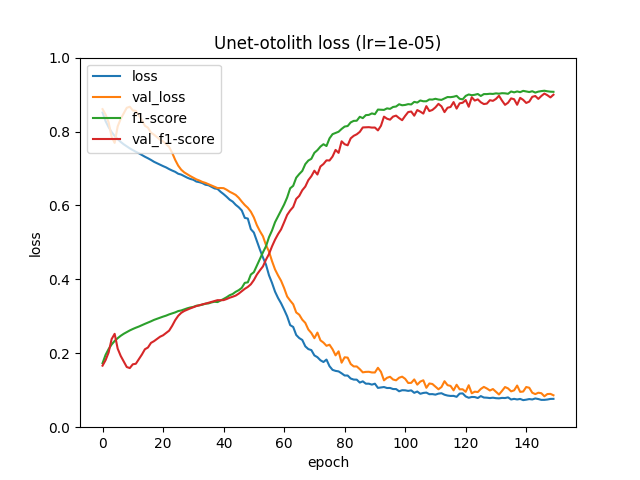 Unet-otolith loss (lr=1e-05)
loss
val_loss
f1-score
val_f1-score
1.0
0.8
0.6
0.4
0.2
0.0
loss
0 20 40 60 80 100 120 140
epoch